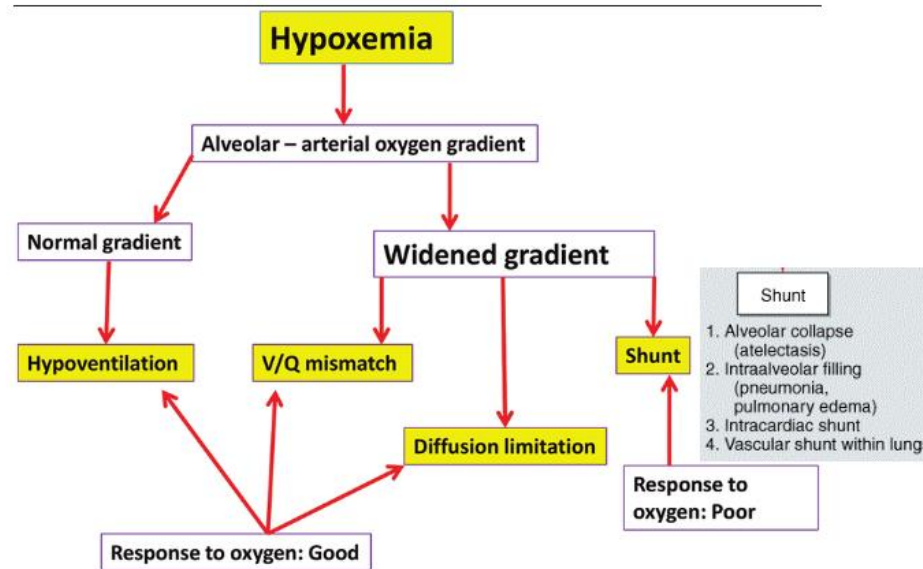 Hypoxemia
Alveolar – arterial oxygen gradient
Normal gradient
Widened gradient
Hypoventilation
V/Q mismatch
Shunt
Diffusion limitation
Shunt
1. Alveolar collapse
(atelectasis)
2. Intraalveolar filling
(pneumonia,
pulmonary edema)
3. Intracardiac shunt
4. Vascular shunt within lung
Response to
oxygen: Poor
Response to oxygen: Good